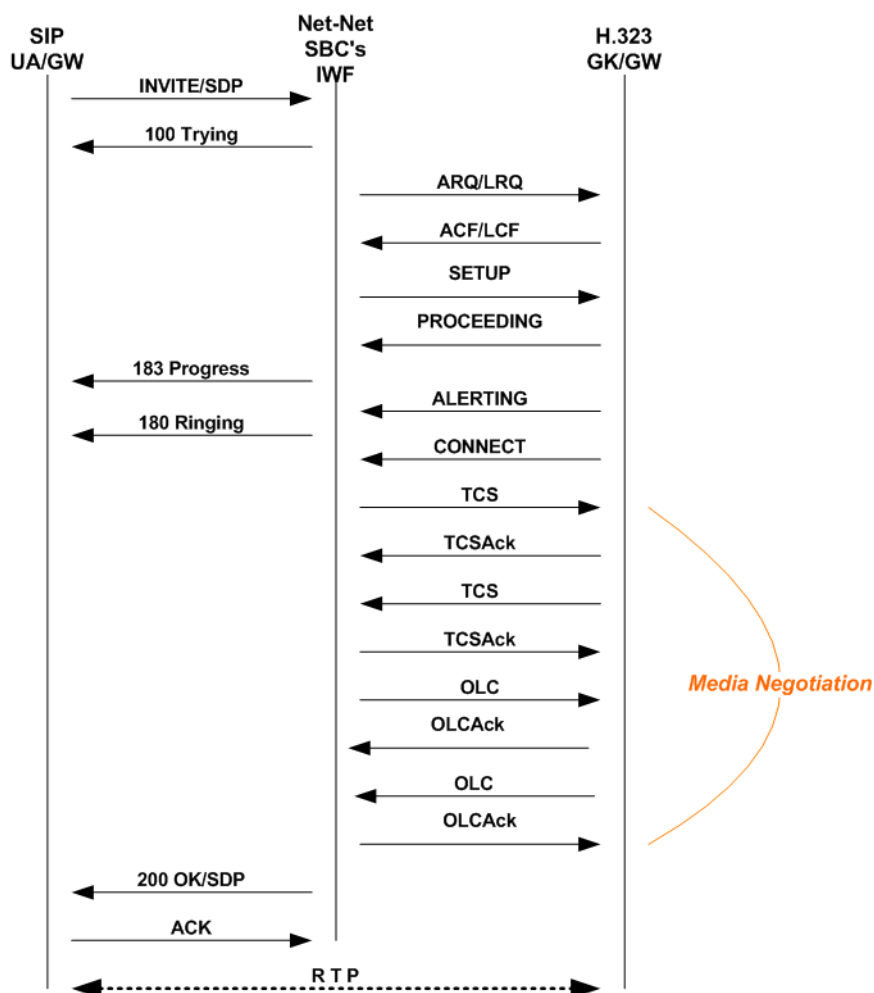 SIP
UA/GW
Net-Net
SBC's
IWF
H.323
GK/GW
INVITE/SDP
100 Trying
ARQ/LRQ
ACF/LCF
SETUP
PROCEEDING
183 Progress
ALERTING
180 Ringing
CONNECT
TCS
TCSAck
TCS
TCSAck
Media Negotiation
OLC
OLCAck
OLC
OLCAck
200 OK/SDP
ACK
R T P